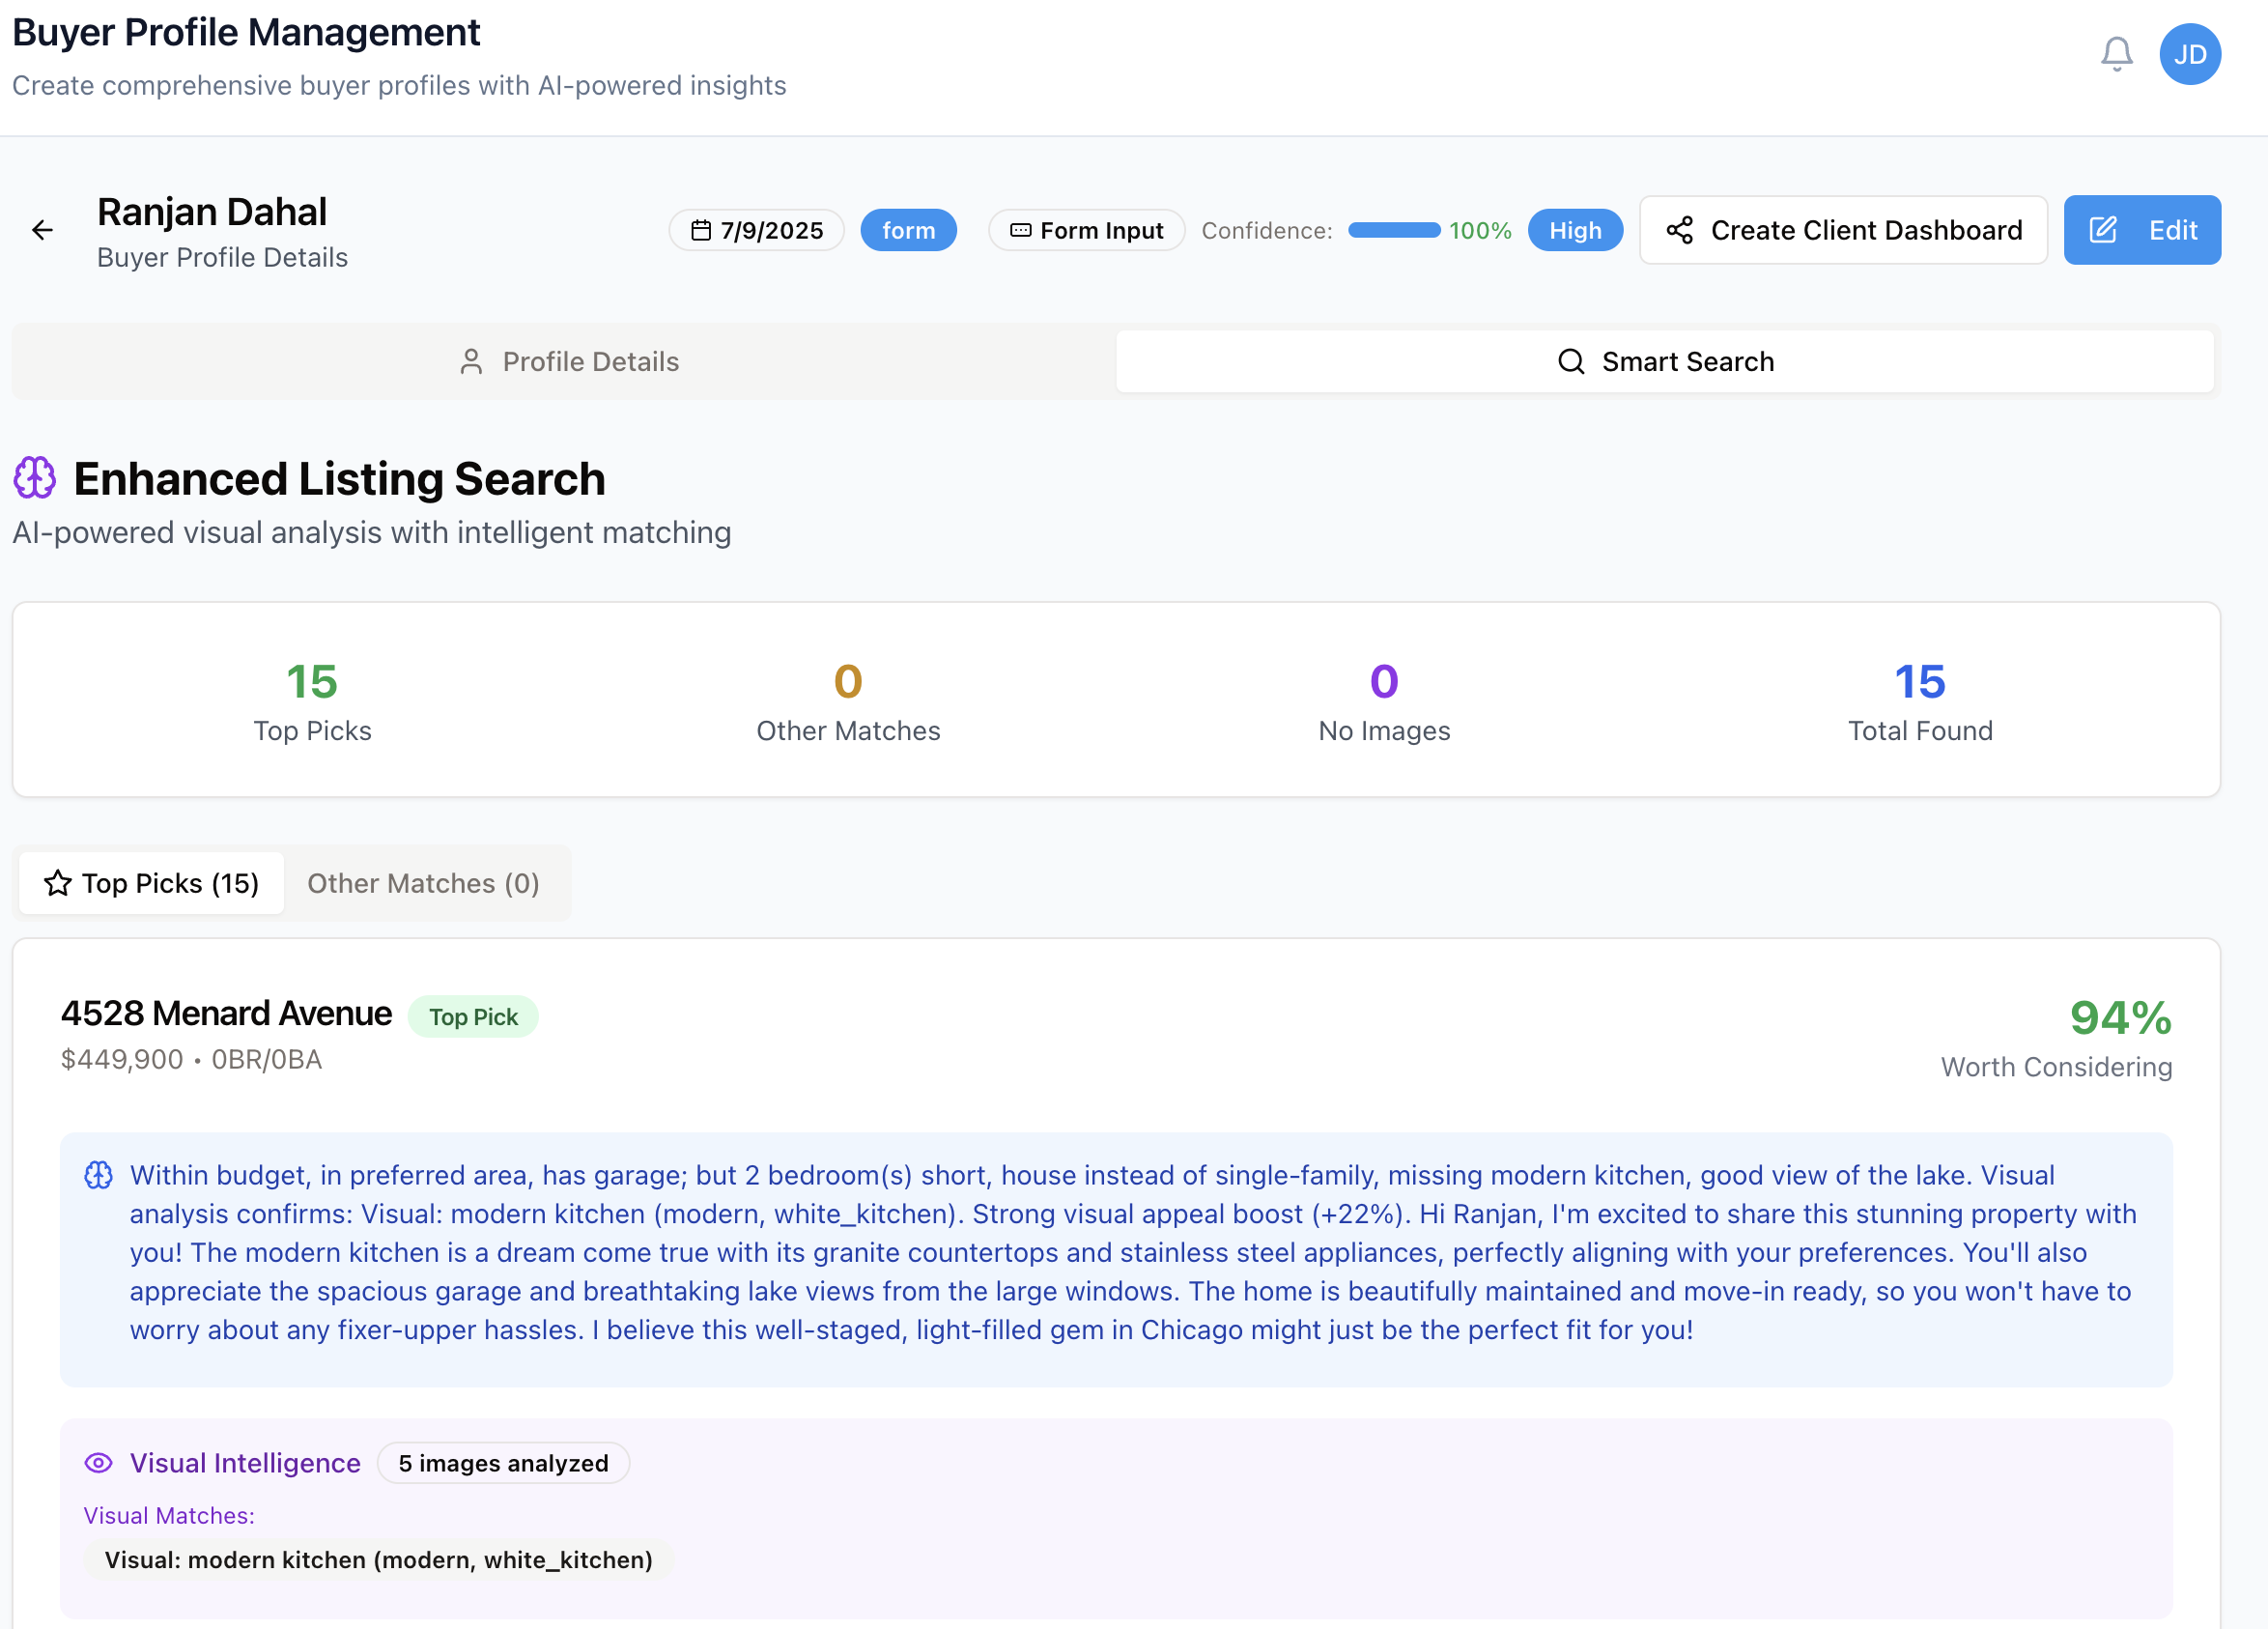 Buyer Profile Management
Create comprehensive buyer profiles with AI-powered insights
JD
Ranjan Dahal
Buyer Profile Details
7/9/2025
form
Form Input
Confidence:
100%
High
Create Client Dashboard
Edit
Profile Details
Smart Search
Enhanced Listing Search
AI-powered visual analysis with intelligent matching
15
Top Picks
0
Other Matches
0
No Images
15
Total Found
Top Picks (15)
Other Matches (0)
4528 Menard Avenue
Top Pick
$449,900 • 0BR/0BA
94%
Worth Considering
Within budget, in preferred area, has garage; but 2 bedroom(s) short, house instead of single-family, missing modern kitchen, good view of the lake. Visual
analysis confirms: Visual: modern kitchen (modern, white_kitchen). Strong visual appeal boost (+22%). Hi Ranjan, I'm excited to share this stunning property with
you! The modern kitchen is a dream come true with its granite countertops and stainless steel appliances, perfectly aligning with your preferences. You'll also
appreciate the spacious garage and breathtaking lake views from the large windows. The home is beautifully maintained and move-in ready, so you won't have to
worry about any fixer-upper hassles. I believe this well-staged, light-filled gem in Chicago might just be the perfect fit for you!
Visual Intelligence
5 images analyzed
Visual Matches:
Visual: modern kitchen (modern, white_kitchen)